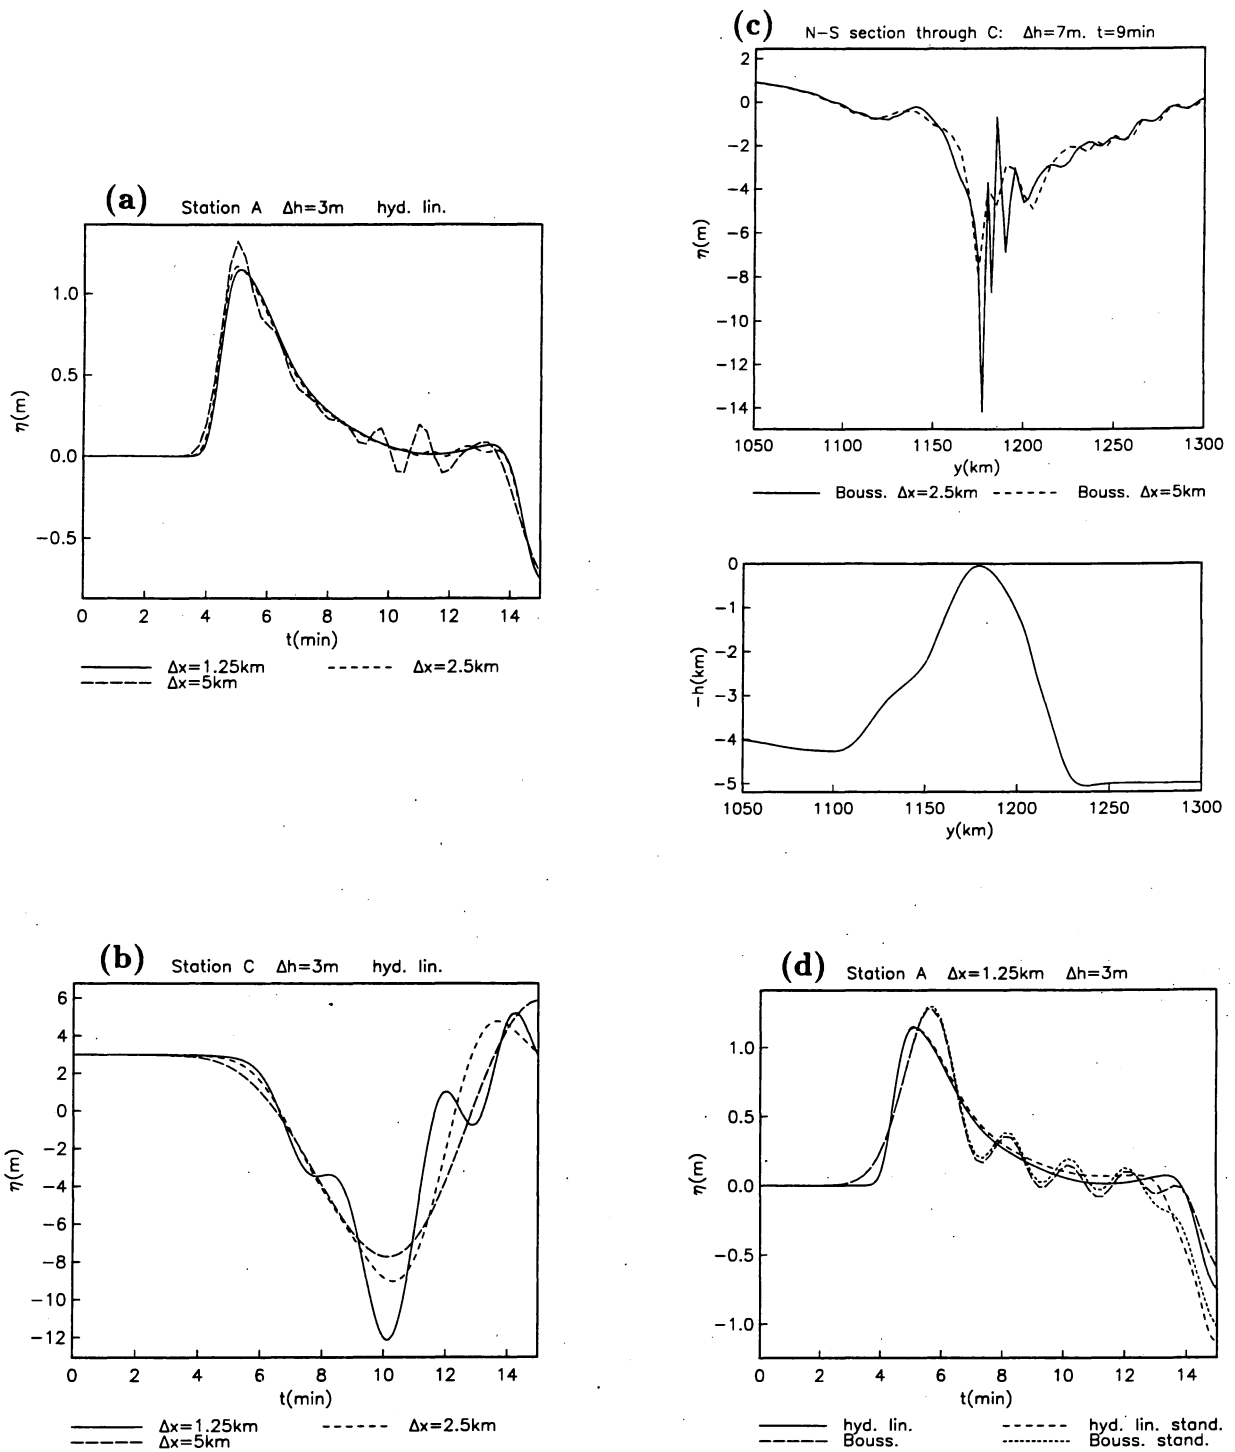 (a)
Station A Δh=3m hyd. lin.
1.0
0.5
0.0
−0.5
η(m)
0 2 4 6 8 10 12 14
t(min)
Δx=1.25km Δx=2.5km
Δx=5km
(b)
Station C Δh=3m hyd. lin.
6
4
2
0
−2
−4
−6
−8
−10
−12
η(m)
0 2 4 6 8 10 12 14
t(min)
Δx=1.25km Δx=2.5km
Δx=5km
(c)
N−S section through C: Δh=7m. t=9min
2
0
−2
−4
−6
−8
−10
−12
−14
η(m)
1050 1100 1150 1200 1250 1300
y(km)
Bouss. Δx=2.5km Bouss. Δx=5km
0
−1
−2
−3
−4
−5
−h(km)
1050 1100 1150 1200 1250 1300
y(km)
(d)
Station A Δx=1.25km Δh=3m
1.0
0.5
0.0
−0.5
−1.0
η(m)
0 2 4 6 8 10 12 14
t(min)
hyd. lin. hyd. lin. stand.
Bouss. Bouss. stand.